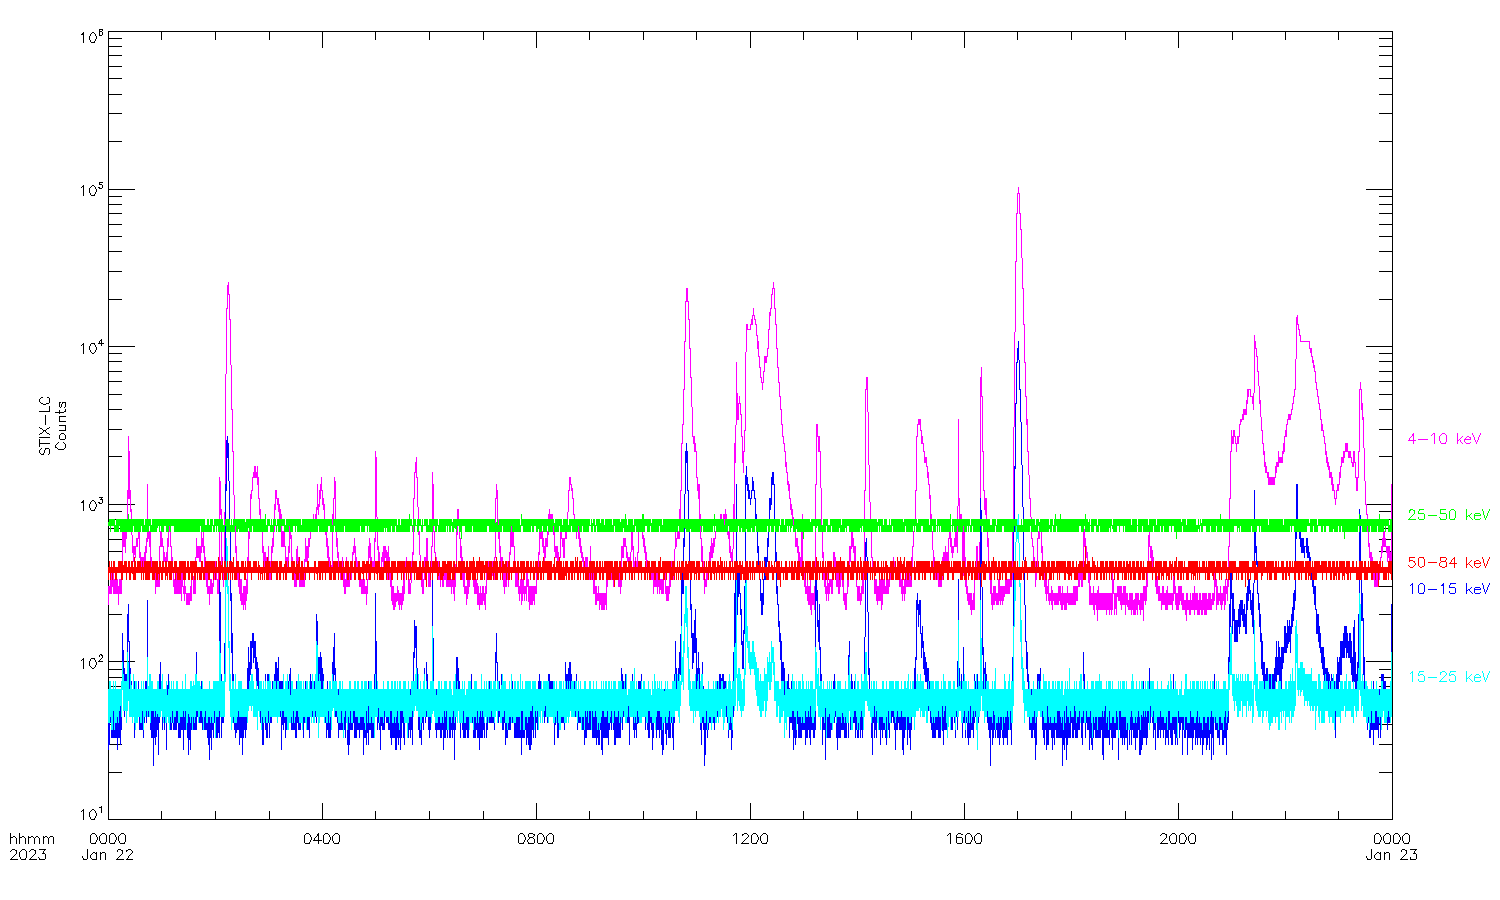 10⁶
10⁵
10⁴
10³
10²
10¹
STIX-LC
Counts
4-10 keV
25-50 keV
50-84 keV
10-15 keV
15-25 keV
hhmm 0000 0400 0800 1200 1600 2000 0000
2023 Jan 22 Jan 23